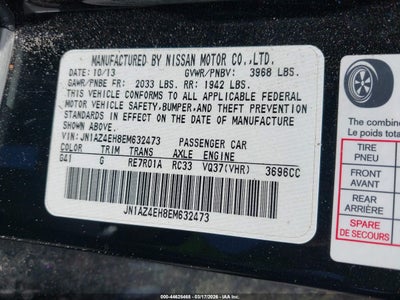 MANUFACTURED BY NISSAN MOTOR CO.,LTD.
DATE: 10/13 GVWR/PNBV: 3968 LBS.
GAWR/PNBE FR: 2033 LBS. RR: 1942 LBS.
THIS VEHICLE CONFORMS TO ALL APPLICABLE FEDERAL
MOTOR VEHICLE SAFETY, BUMPER, AND THEFT PREVENTION
STANDARDS IN EFFECT ON THE DATE OF MANUFACTURE
SHOWN ABOVE.
VIN: JN1AZ4EH8EM632473 PASSENGER CAR
COLOR TRIM TRANS AXLE ENGINE
G41 G RE7R01A RC33 VQ37(VHR) 3696CC
JN1AZ4EH8EM632473
The combine
Le poids total
TIRE
PNEU
FRONT
AVANT
REAR
ARRIÈRE
SPARE
DE
000-44628468 (03/17/2026